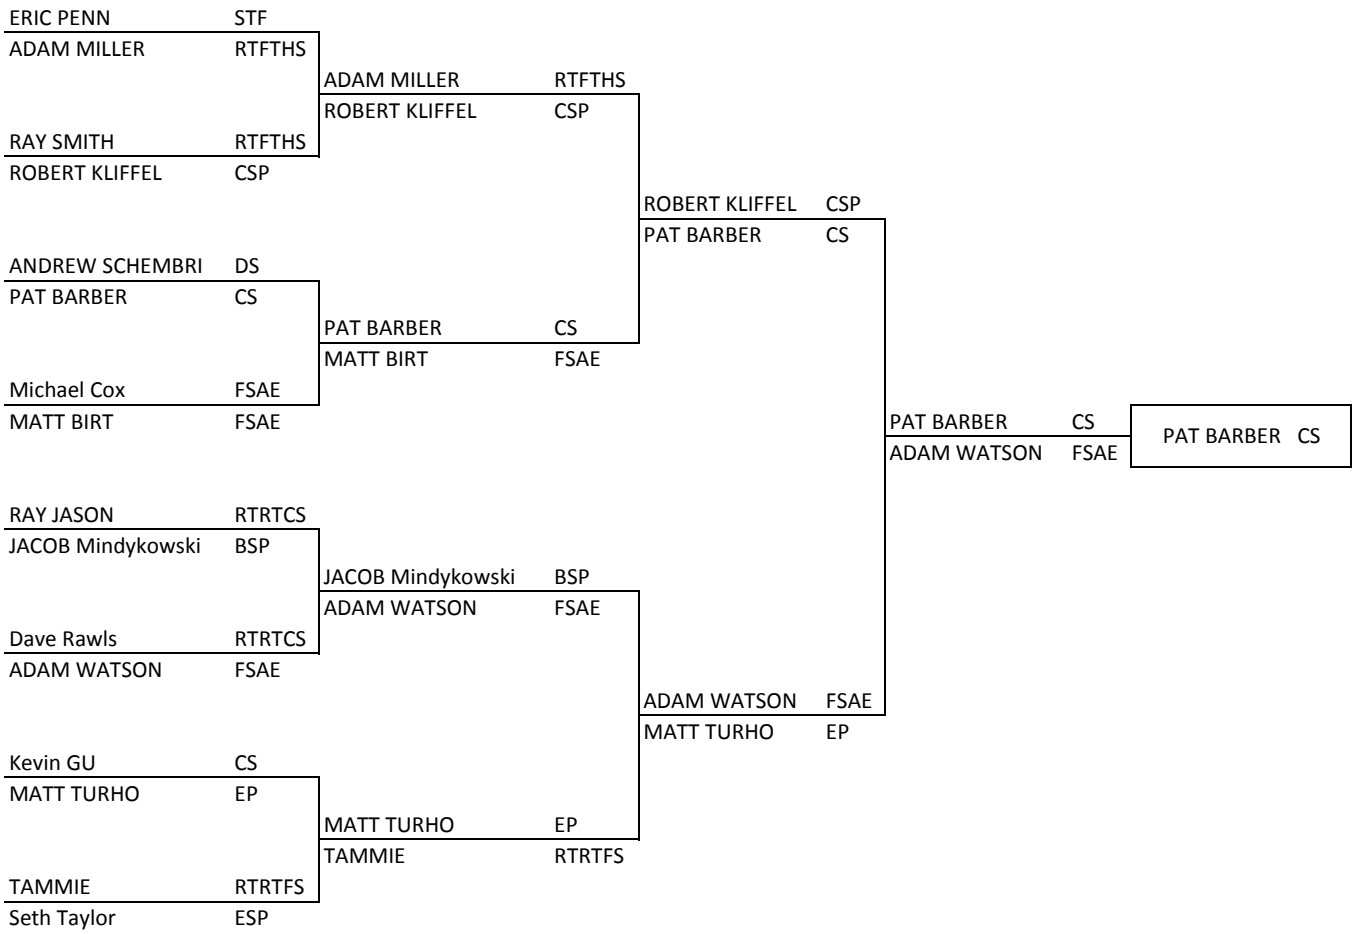 ERIC PENN STF
ADAM MILLER RTFTHS
ADAM MILLER RTFTHS
ROBERT KLIFFEL CSP
RAY SMITH RTFTHS
ROBERT KLIFFEL CSP
ROBERT KLIFFEL CSP
PAT BARBER CS
ANDREW SCHEMBRI DS
PAT BARBER CS
PAT BARBER CS
MATT BIRT FSAE
Michael Cox FSAE
MATT BIRT FSAE
PAT BARBER CS
ADAM WATSON FSAE
PAT BARBER CS
RAY JASON RTRTCS
JACOB Mindykowski BSP
JACOB Mindykowski BSP
ADAM WATSON FSAE
Dave Rawls RTRTCS
ADAM WATSON FSAE
ADAM WATSON FSAE
MATT TURHO EP
Kevin GU CS
MATT TURHO EP
MATT TURHO EP
TAMMIE RTRTFS
TAMMIE RTRTFS
Seth Taylor ESP